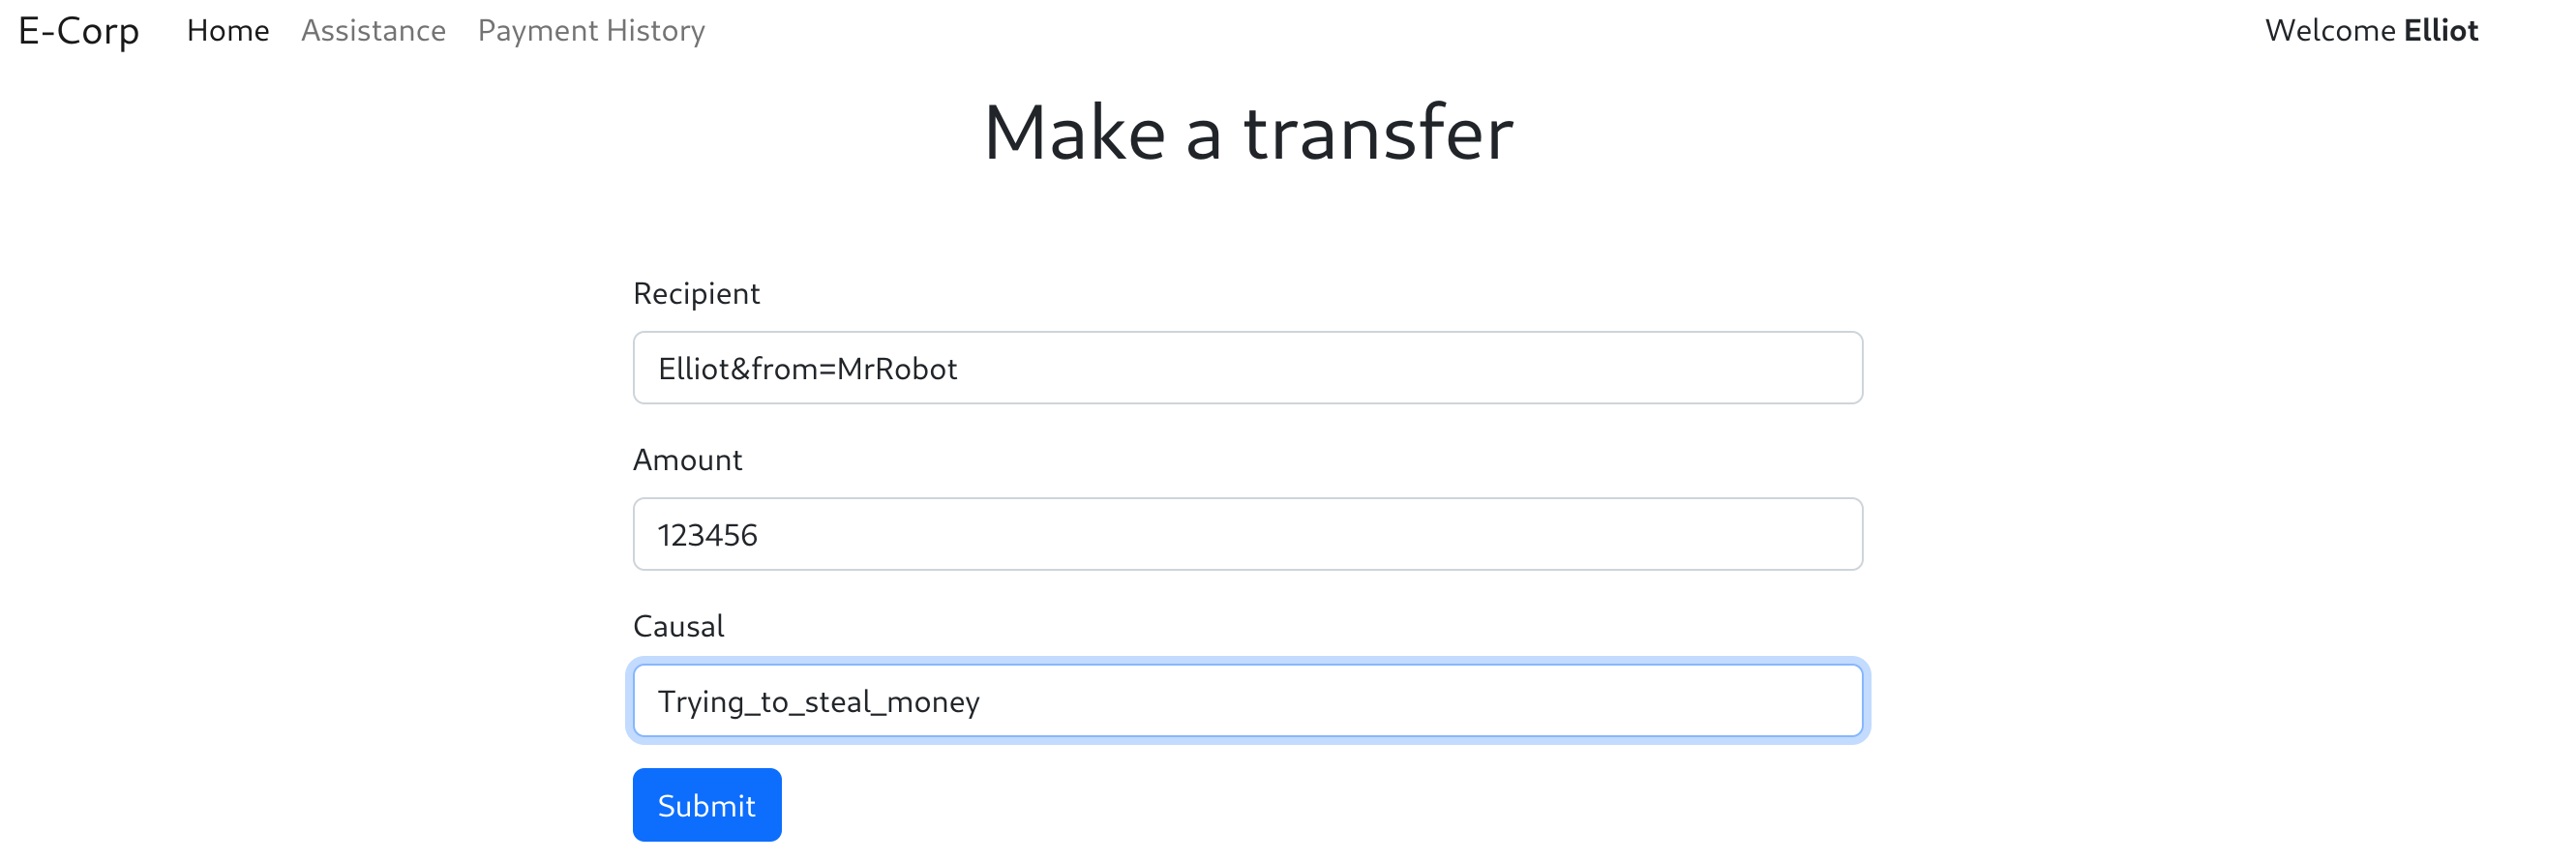 E-Corp Home Assistance Payment History Welcome Elliot
Make a transfer
Recipient
Elliot&from=MrRobot
Amount
123456
Causal
Trying_to_steal_money
Submit